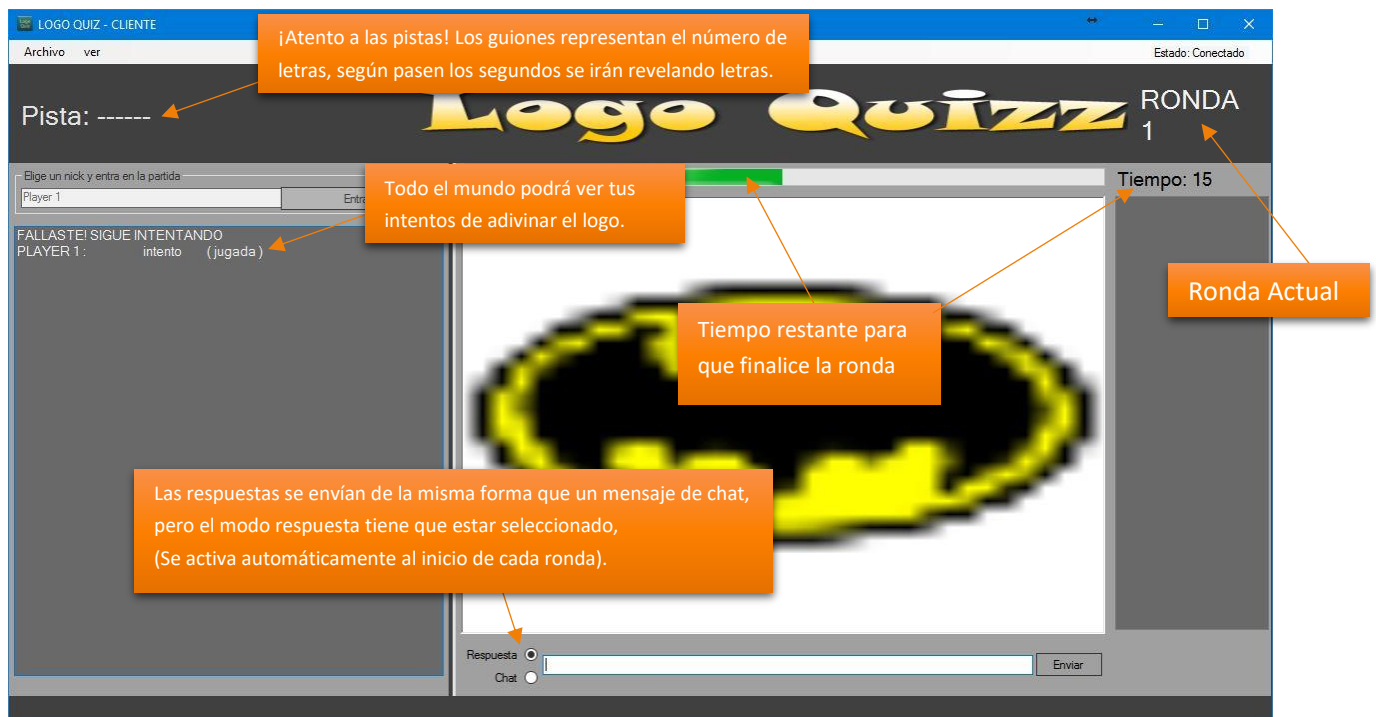 LOGO QUIZ - CLIENTE
Archivo ver
Estado: Conectado
¡Atento a las pistas! Los guiones representan el número de
letras, según pasen los segundos se irán revelando letras.
Pista: ------
Logo Quizz
RONDA
1
Elige un nick y entra en la partida
Player 1
Todo el mundo podrá ver tus
intentos de adivinar el logo.
Tiempo: 15
FALLASTE! SIGUE INTENTANDO
PLAYER 1 : intento ( jugada )
Ronda Actual
Tiempo restante para
que finalice la ronda
Las respuestas se envían de la misma forma que un mensaje de chat,
pero el modo respuesta tiene que estar seleccionado,
(Se activa automáticamente al inicio de cada ronda).
Respuesta
Chat
Enviar